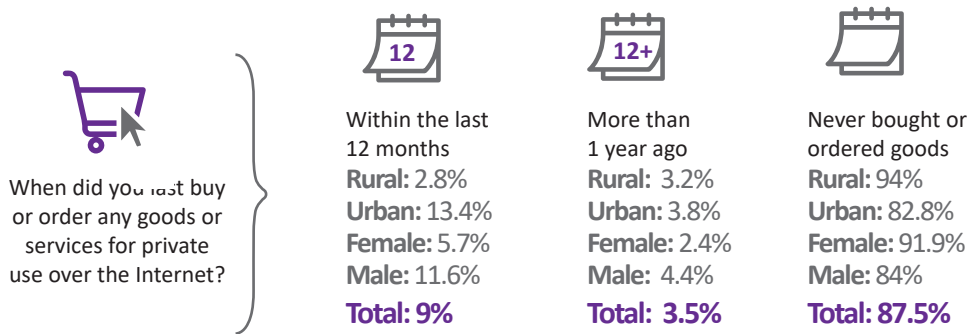 When did you last buy
or order any goods or
services for private
use over the Internet?
12
Within the last
12 months
Rural: 2.8%
Urban: 13.4%
Female: 5.7%
Male: 11.6%
Total: 9%
12+
More than
1 year ago
Rural: 3.2%
Urban: 3.8%
Female: 2.4%
Male: 4.4%
Total: 3.5%
Never bought or
ordered goods
Rural: 94%
Urban: 82.8%
Female: 91.9%
Male: 84%
Total: 87.5%